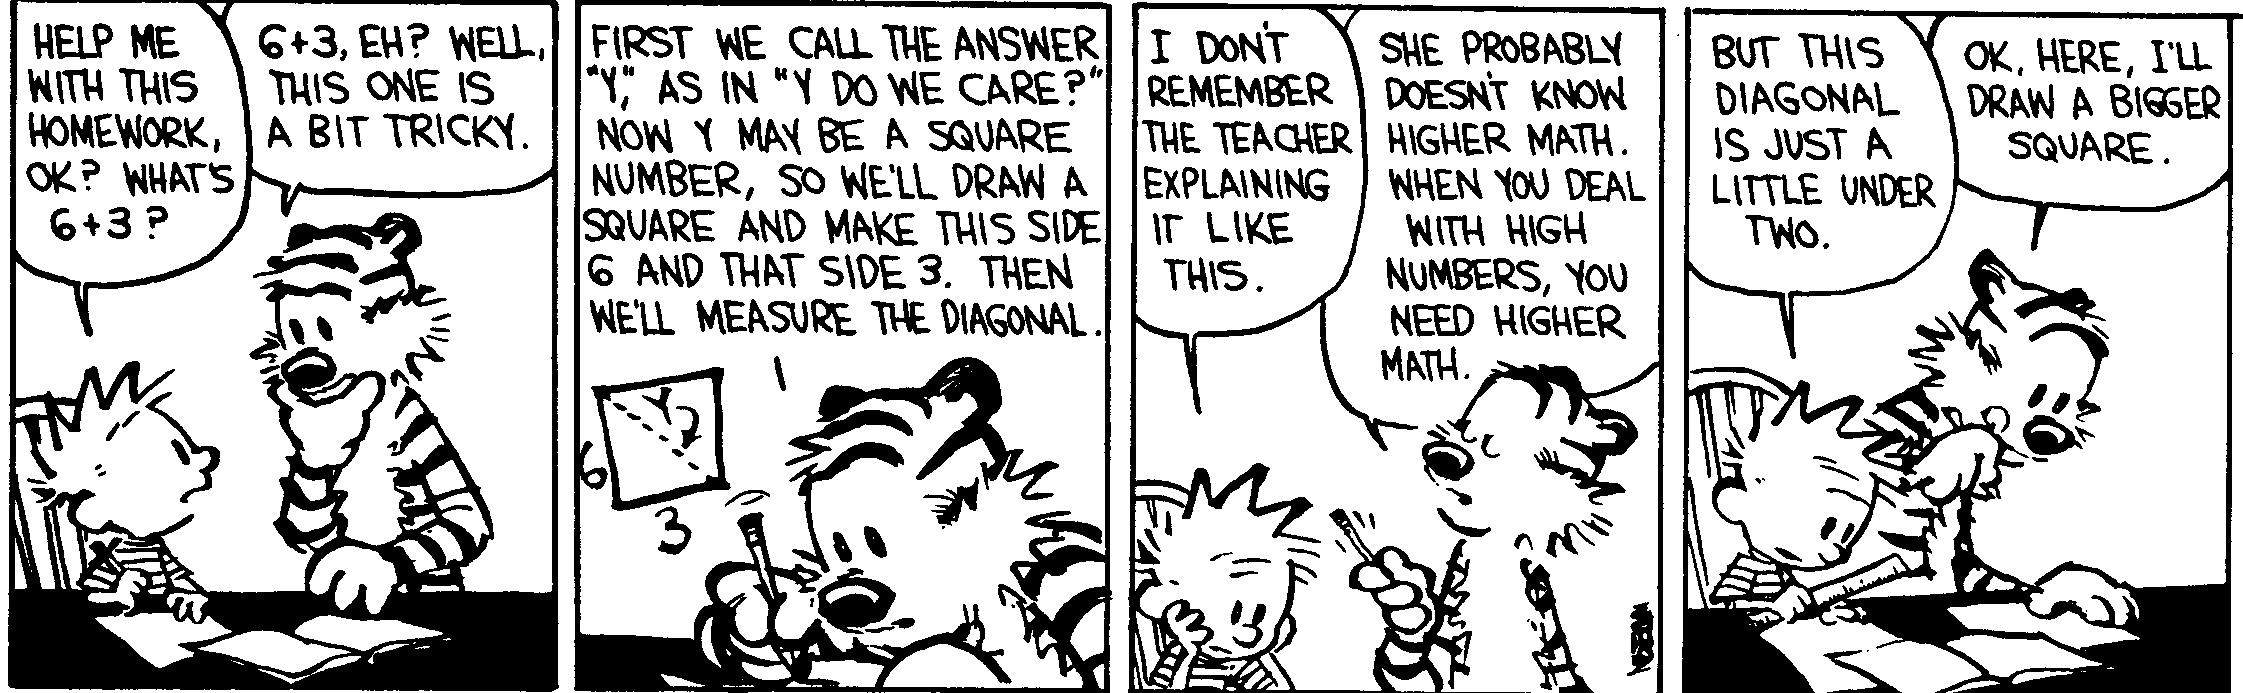 HELP ME
WITH THIS
HOMEWORK,
OK? WHAT'S
6+3?
6+3, EH? WELL,
THIS ONE IS
A BIT TRICKY.
FIRST WE CALL THE ANSWER
"Y," AS IN "Y DO WE CARE?"
NOW Y MAY BE A SQUARE
NUMBER, SO WE'LL DRAW A
SQUARE AND MAKE THIS SIDE
6 AND THAT SIDE 3. THEN
WE'LL MEASURE THE DIAGONAL.
Y?
6
3
I DON'T
REMEMBER
THE TEACHER
EXPLAINING
IT LIKE
THIS.
SHE PROBABLY
DOESN'T KNOW
HIGHER MATH.
WHEN YOU DEAL
WITH HIGH
NUMBERS, YOU
NEED HIGHER
MATH.
BUT THIS
DIAGONAL
IS JUST A
LITTLE UNDER
TWO.
OK, HERE, I'LL
DRAW A BIGGER
SQUARE.